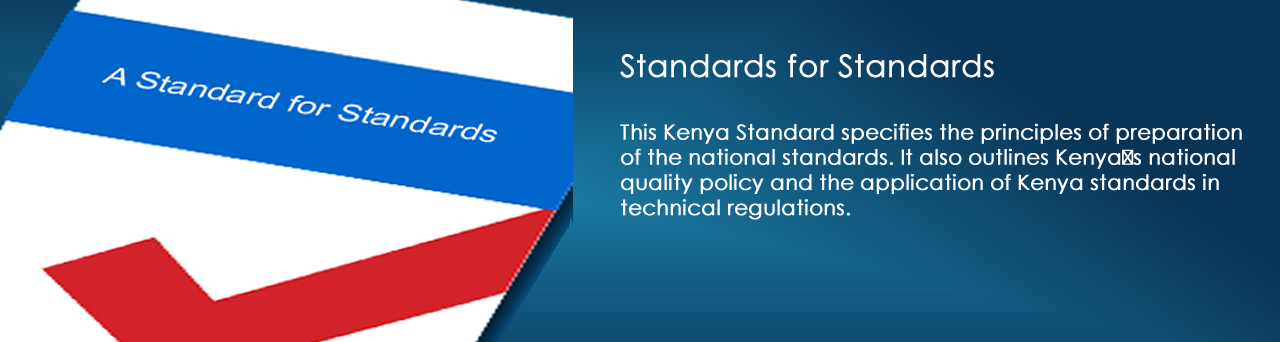 A Standard for Standards
Standards for Standards
This Kenya Standard specifies the principles of preparation
of the national standards. It also outlines Kenya�s national
quality policy and the application of Kenya standards in
technical regulations.